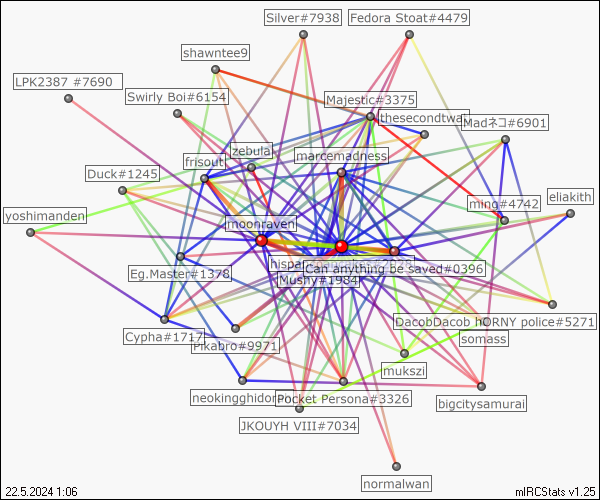 Silver#7938
Fedora Stoat#4479
shawntee9
LPK2387 #7690
Swirly Boi#6154
Majestic#3375
Madネコ#6901
zebula
marcemadness
frisout
Duck#1245
ming#4742
eliakith
yoshimanden
moonraven
Eg.Master#1378
Can anything be saved#0396
Mushy#1984
DacobDacob
HORNY police#5271
Cypha#1717
Pikabro#9971
somass
mukszi
neokingghidorah
Pocket Persona#3326
bigcitysamurai
JKOUYH VIII#7034
normalwan
22.5.2024 1:06
mIRCStats v1.25